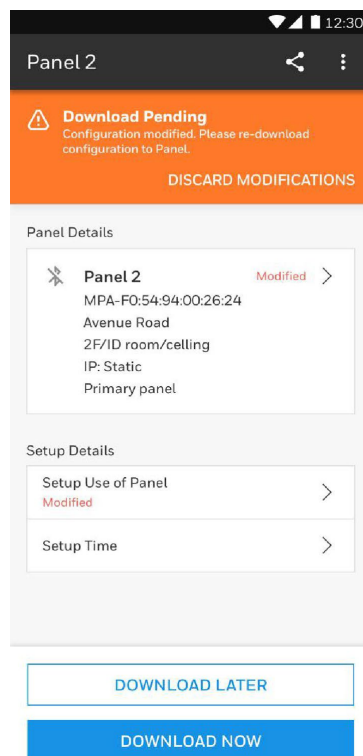 12:30
Panel 2
Download Pending
Configuration modified. Please re-download
configuration to Panel.
DISCARD MODIFICATIONS
Panel Details
Panel 2
Modified
MPA-F0:54:94:00:26:24
Avenue Road
2F/ID room/celling
IP: Static
Primary panel
Setup Details
Setup Use of Panel
Modified
Setup Time
DOWNLOAD LATER
DOWNLOAD NOW